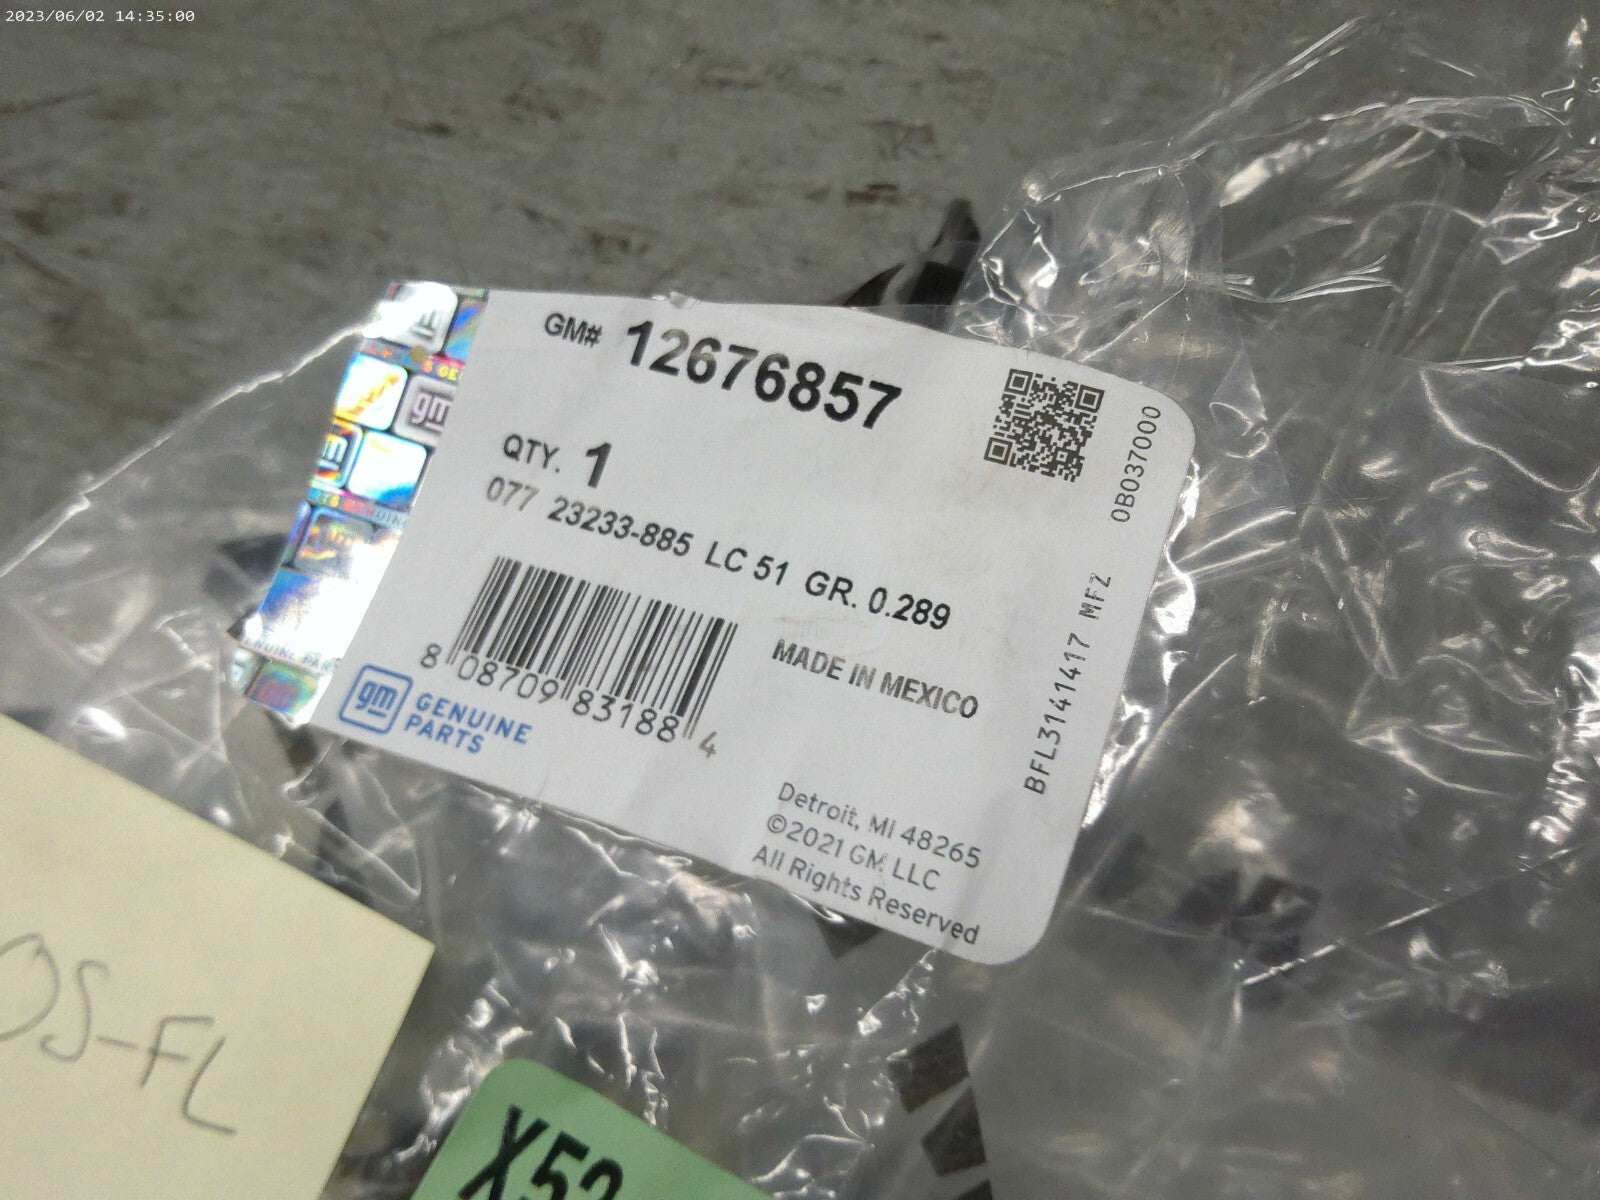 2023/06/02 14:35:00
GM# 12676857
QTY. 1
077 23233-885 LC 51 GR. 0.289
8 08709 83188 4
MADE IN MEXICO
gm GENUINE
PARTS
Detroit, MI 48265
©2021 GM LLC
All Rights Reserved
BFL3141417 MFZ 0B037000
gm
OS-FL